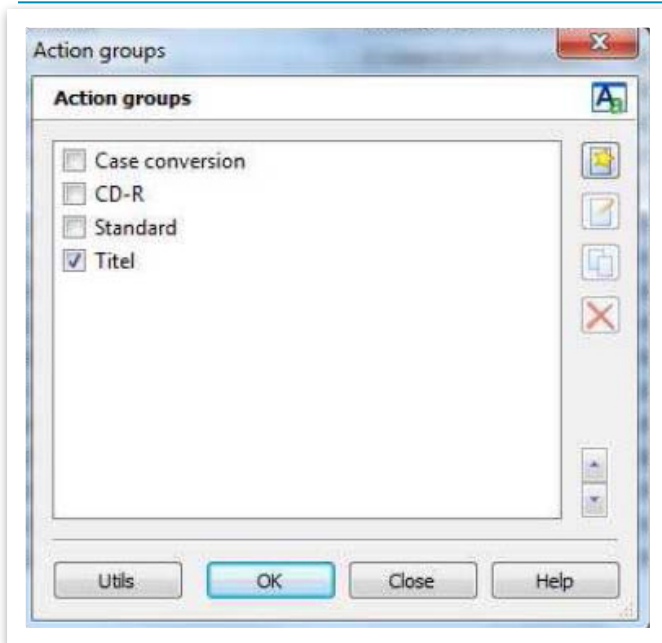 Action groups
Action groups
Case conversion
CD-R
Standard
Titel
Utils OK Close Help